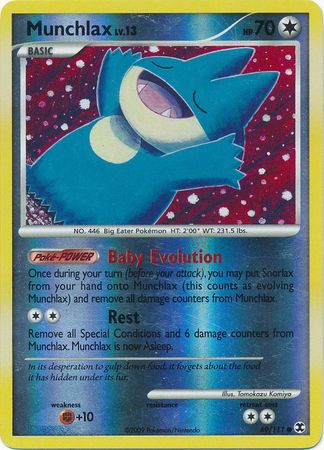 Munchlax LV.13 HP 70
BASIC
NO. 446 Big Eater Pokémon HT: 2'00" WT: 231.5 lbs.
Poké-POWER Baby Evolution
Once during your turn (before your attack), you may put Snorlax
from your hand onto Munchlax (this counts as evolving
Munchlax) and remove all damage counters from Munchlax.
Rest
Remove all Special Conditions and 6 damage counters from
Munchlax. Munchlax is now Asleep.
In its desperation to gulp down food, it forgets about the food
it has hidden under its fur.
Illus. Tomokazu Komiya
weakness resistance retreat cost
+10
©2009 Pokémon/Nintendo 69/111